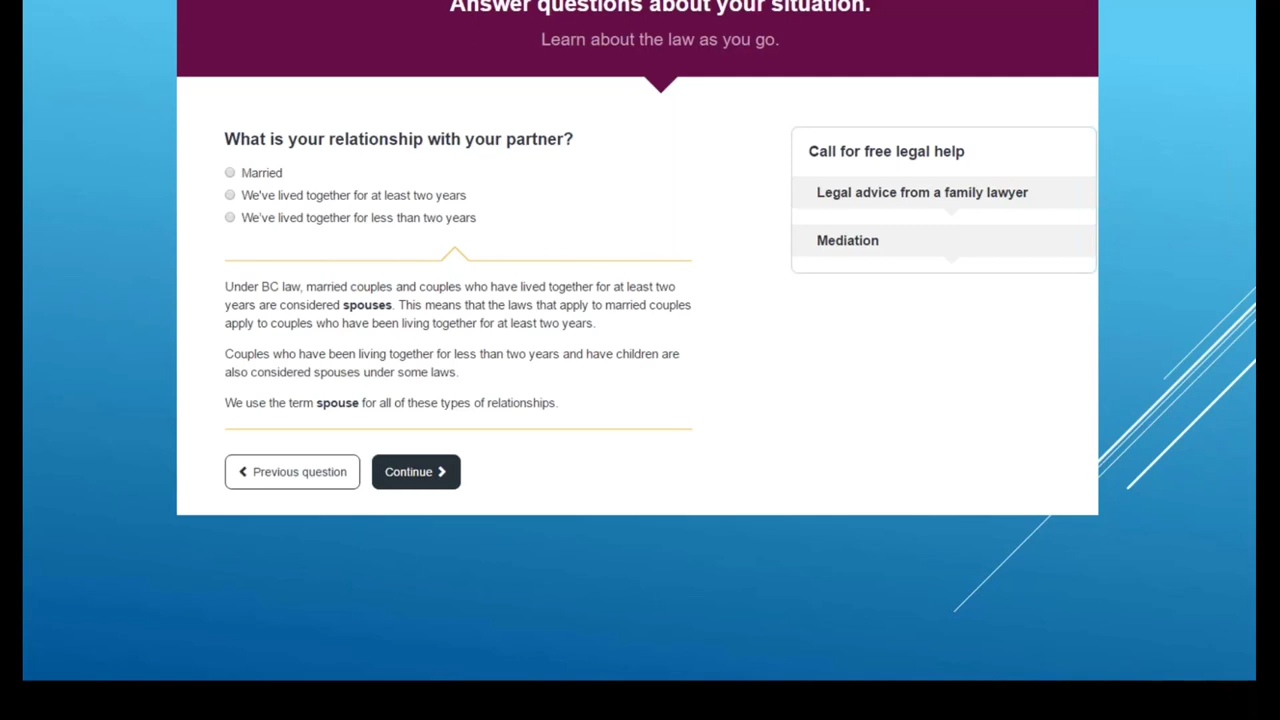 Answer questions about your situation.
Learn about the law as you go.
What is your relationship with your partner?
Married
We've lived together for at least two years
We've lived together for less than two years
Under BC law, married couples and couples who have lived together for at least two
years are considered spouses. This means that the laws that apply to married couples
apply to couples who have been living together for at least two years.
Couples who have been living together for less than two years and have children are
also considered spouses under some laws.
We use the term spouse for all of these types of relationships.
Previous question
Continue
Call for free legal help
Legal advice from a family lawyer
Mediation